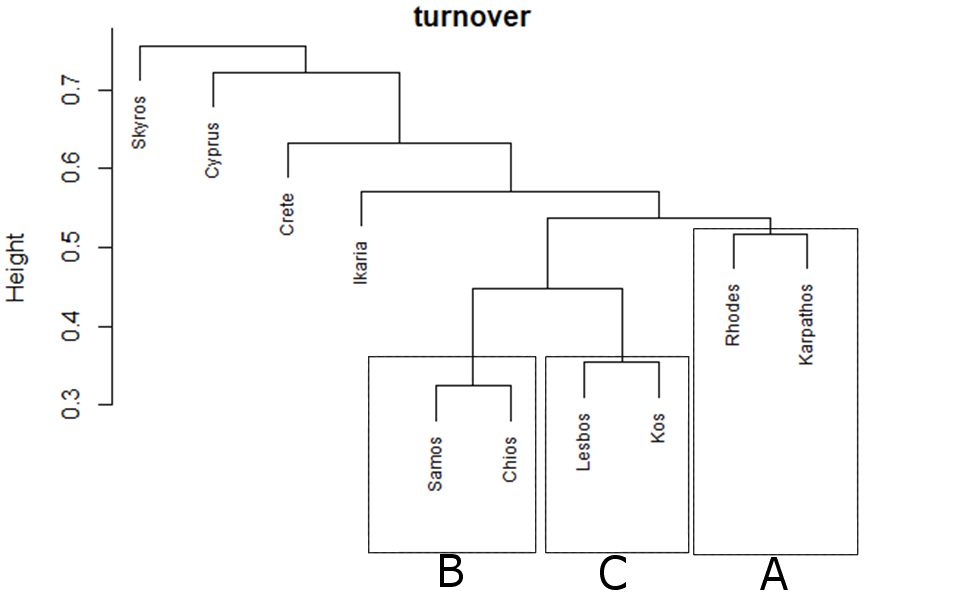 turnover
Height
0.7
0.6
0.5
0.4
0.3
Skyros
Cyprus
Crete
Ikaria
Samos
Chios
Lesbos
Kos
Rhodes
Karpathos
B
C
A